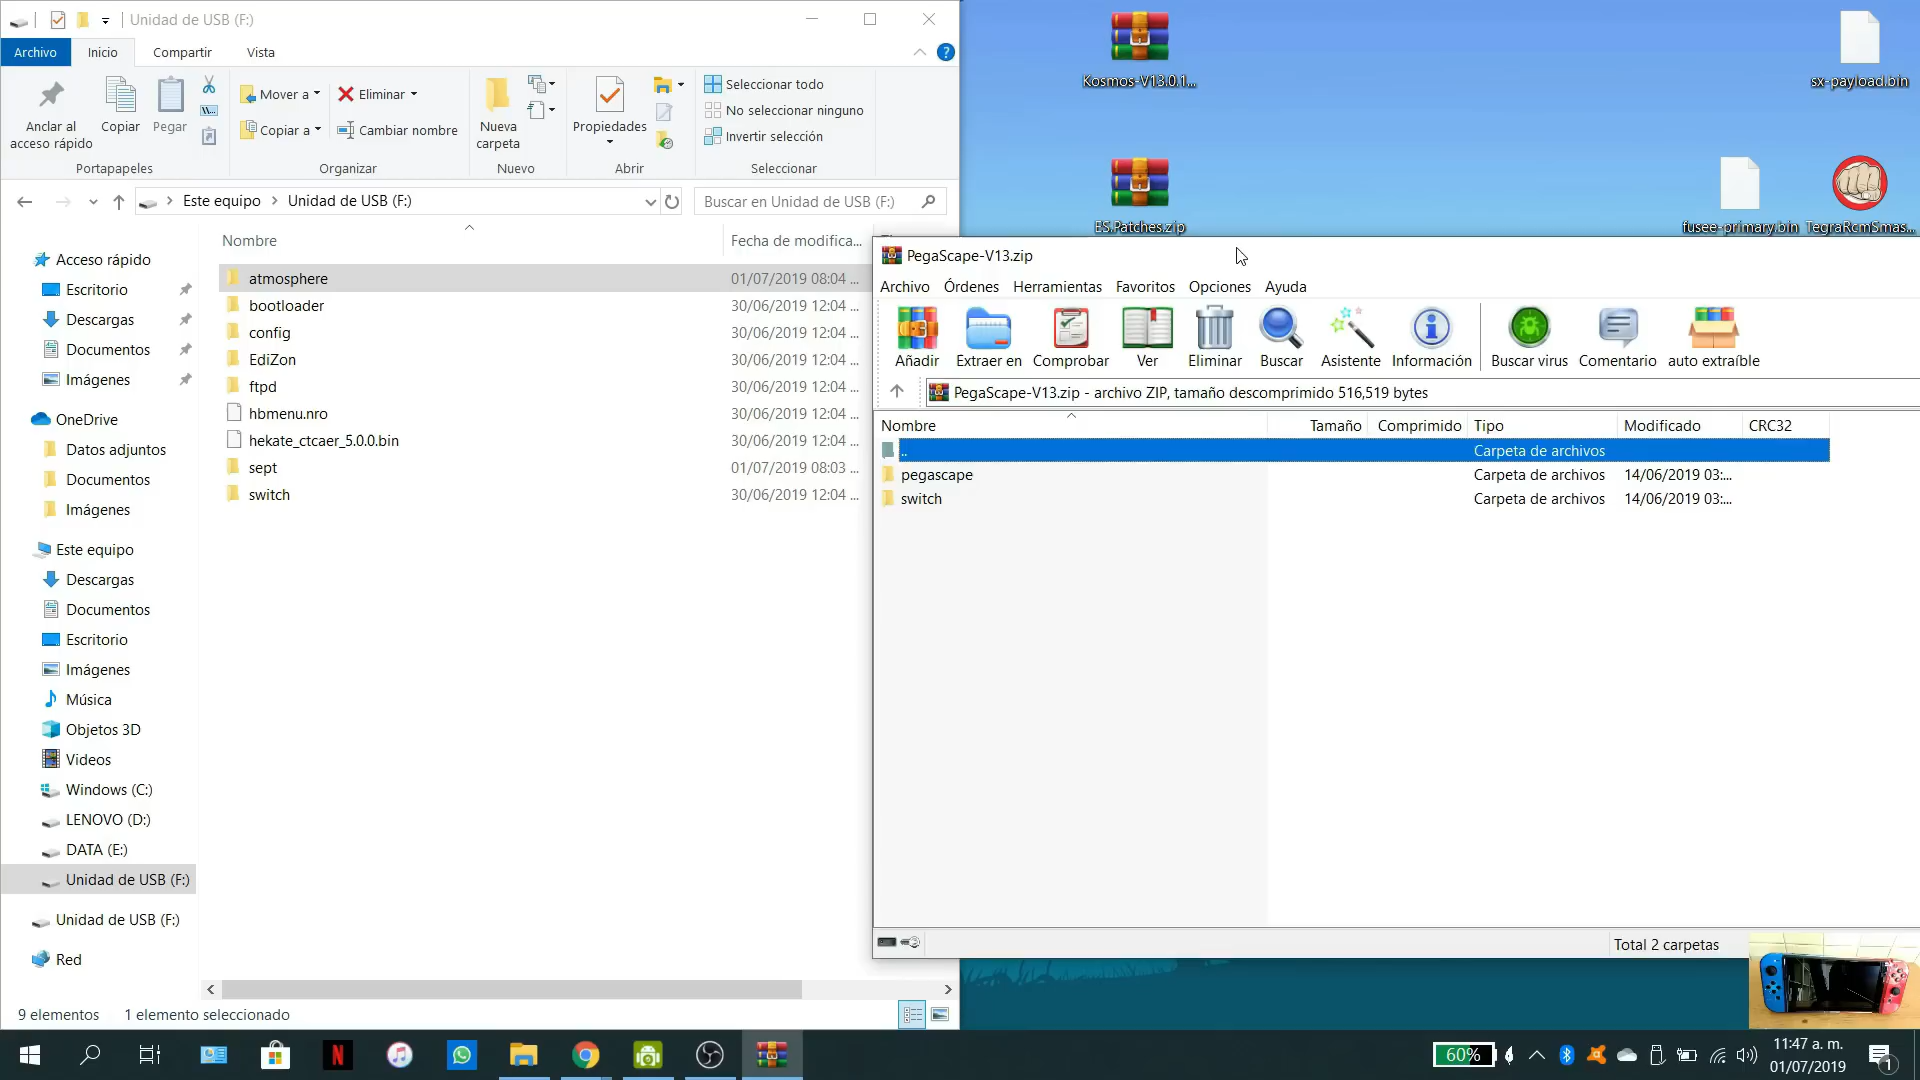 Unidad de USB (F:)
Archivo
Inicio
Compartir
Vista
Anclar al
acceso rápido
Copiar
Pegar
Mover a
Copiar a
Eliminar
Cambiar nombre
Nueva
carpeta
Propiedades
Seleccionar todo
No seleccionar ninguno
Invertir selección
Portapapeles
Organizar
Nuevo
Abrir
Seleccionar
Este equipo
Unidad de USB (F:)
Buscar en Unidad de USB (F:)
Nombre
Fecha de modifica...
Acceso rápido
Escritorio
Descargas
Documentos
Imágenes
OneDrive
Datos adjuntos
Documentos
Imágenes
Este equipo
Descargas
Documentos
Escritorio
Imágenes
Música
Objetos 3D
Videos
Windows (C:)
LENOVO (D:)
DATA (E:)
Unidad de USB (F:)
Unidad de USB (F:)
Red
atmosphere 01/07/2019 08:04 ...
bootloader 30/06/2019 12:04 ...
config 30/06/2019 12:04 ...
EdiZon 30/06/2019 12:04 ...
ftpd 30/06/2019 12:04 ...
hbmenu.nro 30/06/2019 12:04 ...
hekate_ctcaer_5.0.0.bin 30/06/2019 12:04 ...
sept 01/07/2019 08:03 ...
switch 30/06/2019 12:04 ...
9 elementos 1 elemento seleccionado
Kosmos-V13.0.1...
sx-payload.bin
ES.Patches.zip
fusee-primary.bin
TegraRcmSmas...
PegaScape-V13.zip
Archivo Órdenes Herramientas Favoritos Opciones Ayuda
Añadir
Extraer en
Comprobar
Ver
Eliminar
Buscar
Asistente
Información
Buscar virus
Comentario
auto extraíble
PegaScape-V13.zip - archivo ZIP, tamaño descomprimido 516,519 bytes
Nombre Tamaño Comprimido Tipo Modificado CRC32
.. Carpeta de archivos
pegascape Carpeta de archivos 14/06/2019 03:...
switch Carpeta de archivos 14/06/2019 03:...
Total 2 carpetas
60%
11:47 a. m.
01/07/2019
1